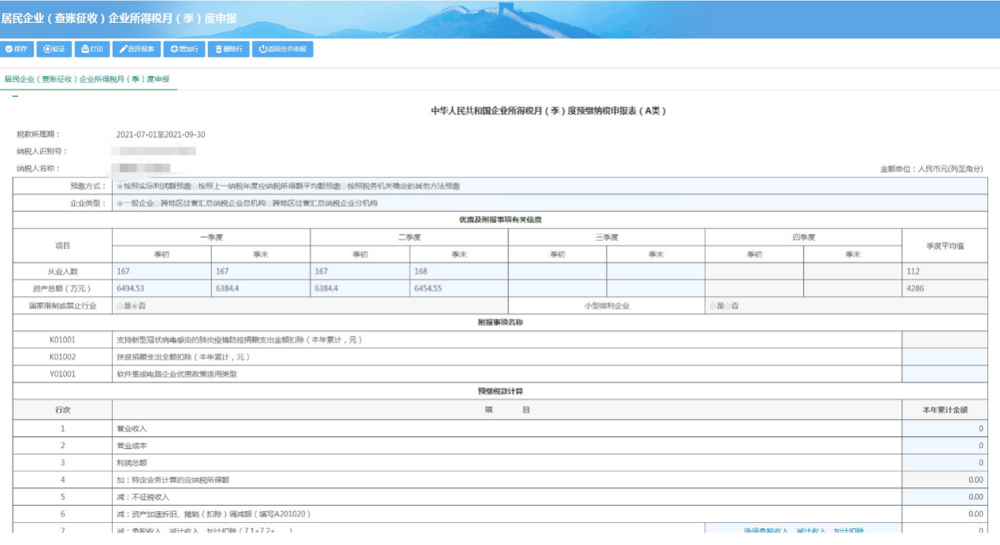 居民企业（查账征收）企业所得税月（季）度申报
保存 验证 打印 选择报表 增加行 删除行 返回合并申报
居民企业（查账征收）企业所得税月（季）度申报
中华人民共和国企业所得税月（季）度预缴纳税申报表（A类）
税款所属期： 2021-07-01至2021-09-30
纳税人识别号：
纳税人名称： 金额单位：人民币元(列至角分)
预缴方式： 按照实际利润额预缴 按照上一纳税年度应纳税所得额平均额预缴 按照税务机关确定的其他方法预缴
企业类型： 一般企业 跨地区经营汇总纳税企业总机构 跨地区经营汇总纳税企业分机构
优惠及附报事项有关信息
项目 一季度 二季度 三季度 四季度 季度平均值
季初 季末 季初 季末 季初 季末 季初 季末
从业人数 167 167 167 168 112
资产总额（万元） 6494.53 6384.4 6384.4 6454.55 4286
国家限制或禁止行业 是 否 小型微利企业 是 否
附报事项名称
K01001 支持新型冠状病毒感染的肺炎疫情防控捐赠支出全额扣除（本年累计，元）
K01002 扶贫捐赠支出全额扣除（本年累计，元）
Y01001 软件集成电路企业优惠政策适用类型
预缴税款计算
行次 项 目 本年累计金额
1 营业收入 0
2 营业成本 0
3 利润总额 0
4 加：特定业务计算的应纳税所得额 0.00
5 减：不征税收入 0.00
6 减：资产加速折旧、摊销（扣除）调减额（填写A201020） 0.00
7 减：免税收入、减计收入、加计扣除（7.1+7.2+...） 选择免税收入、减计收入、加计扣除 0